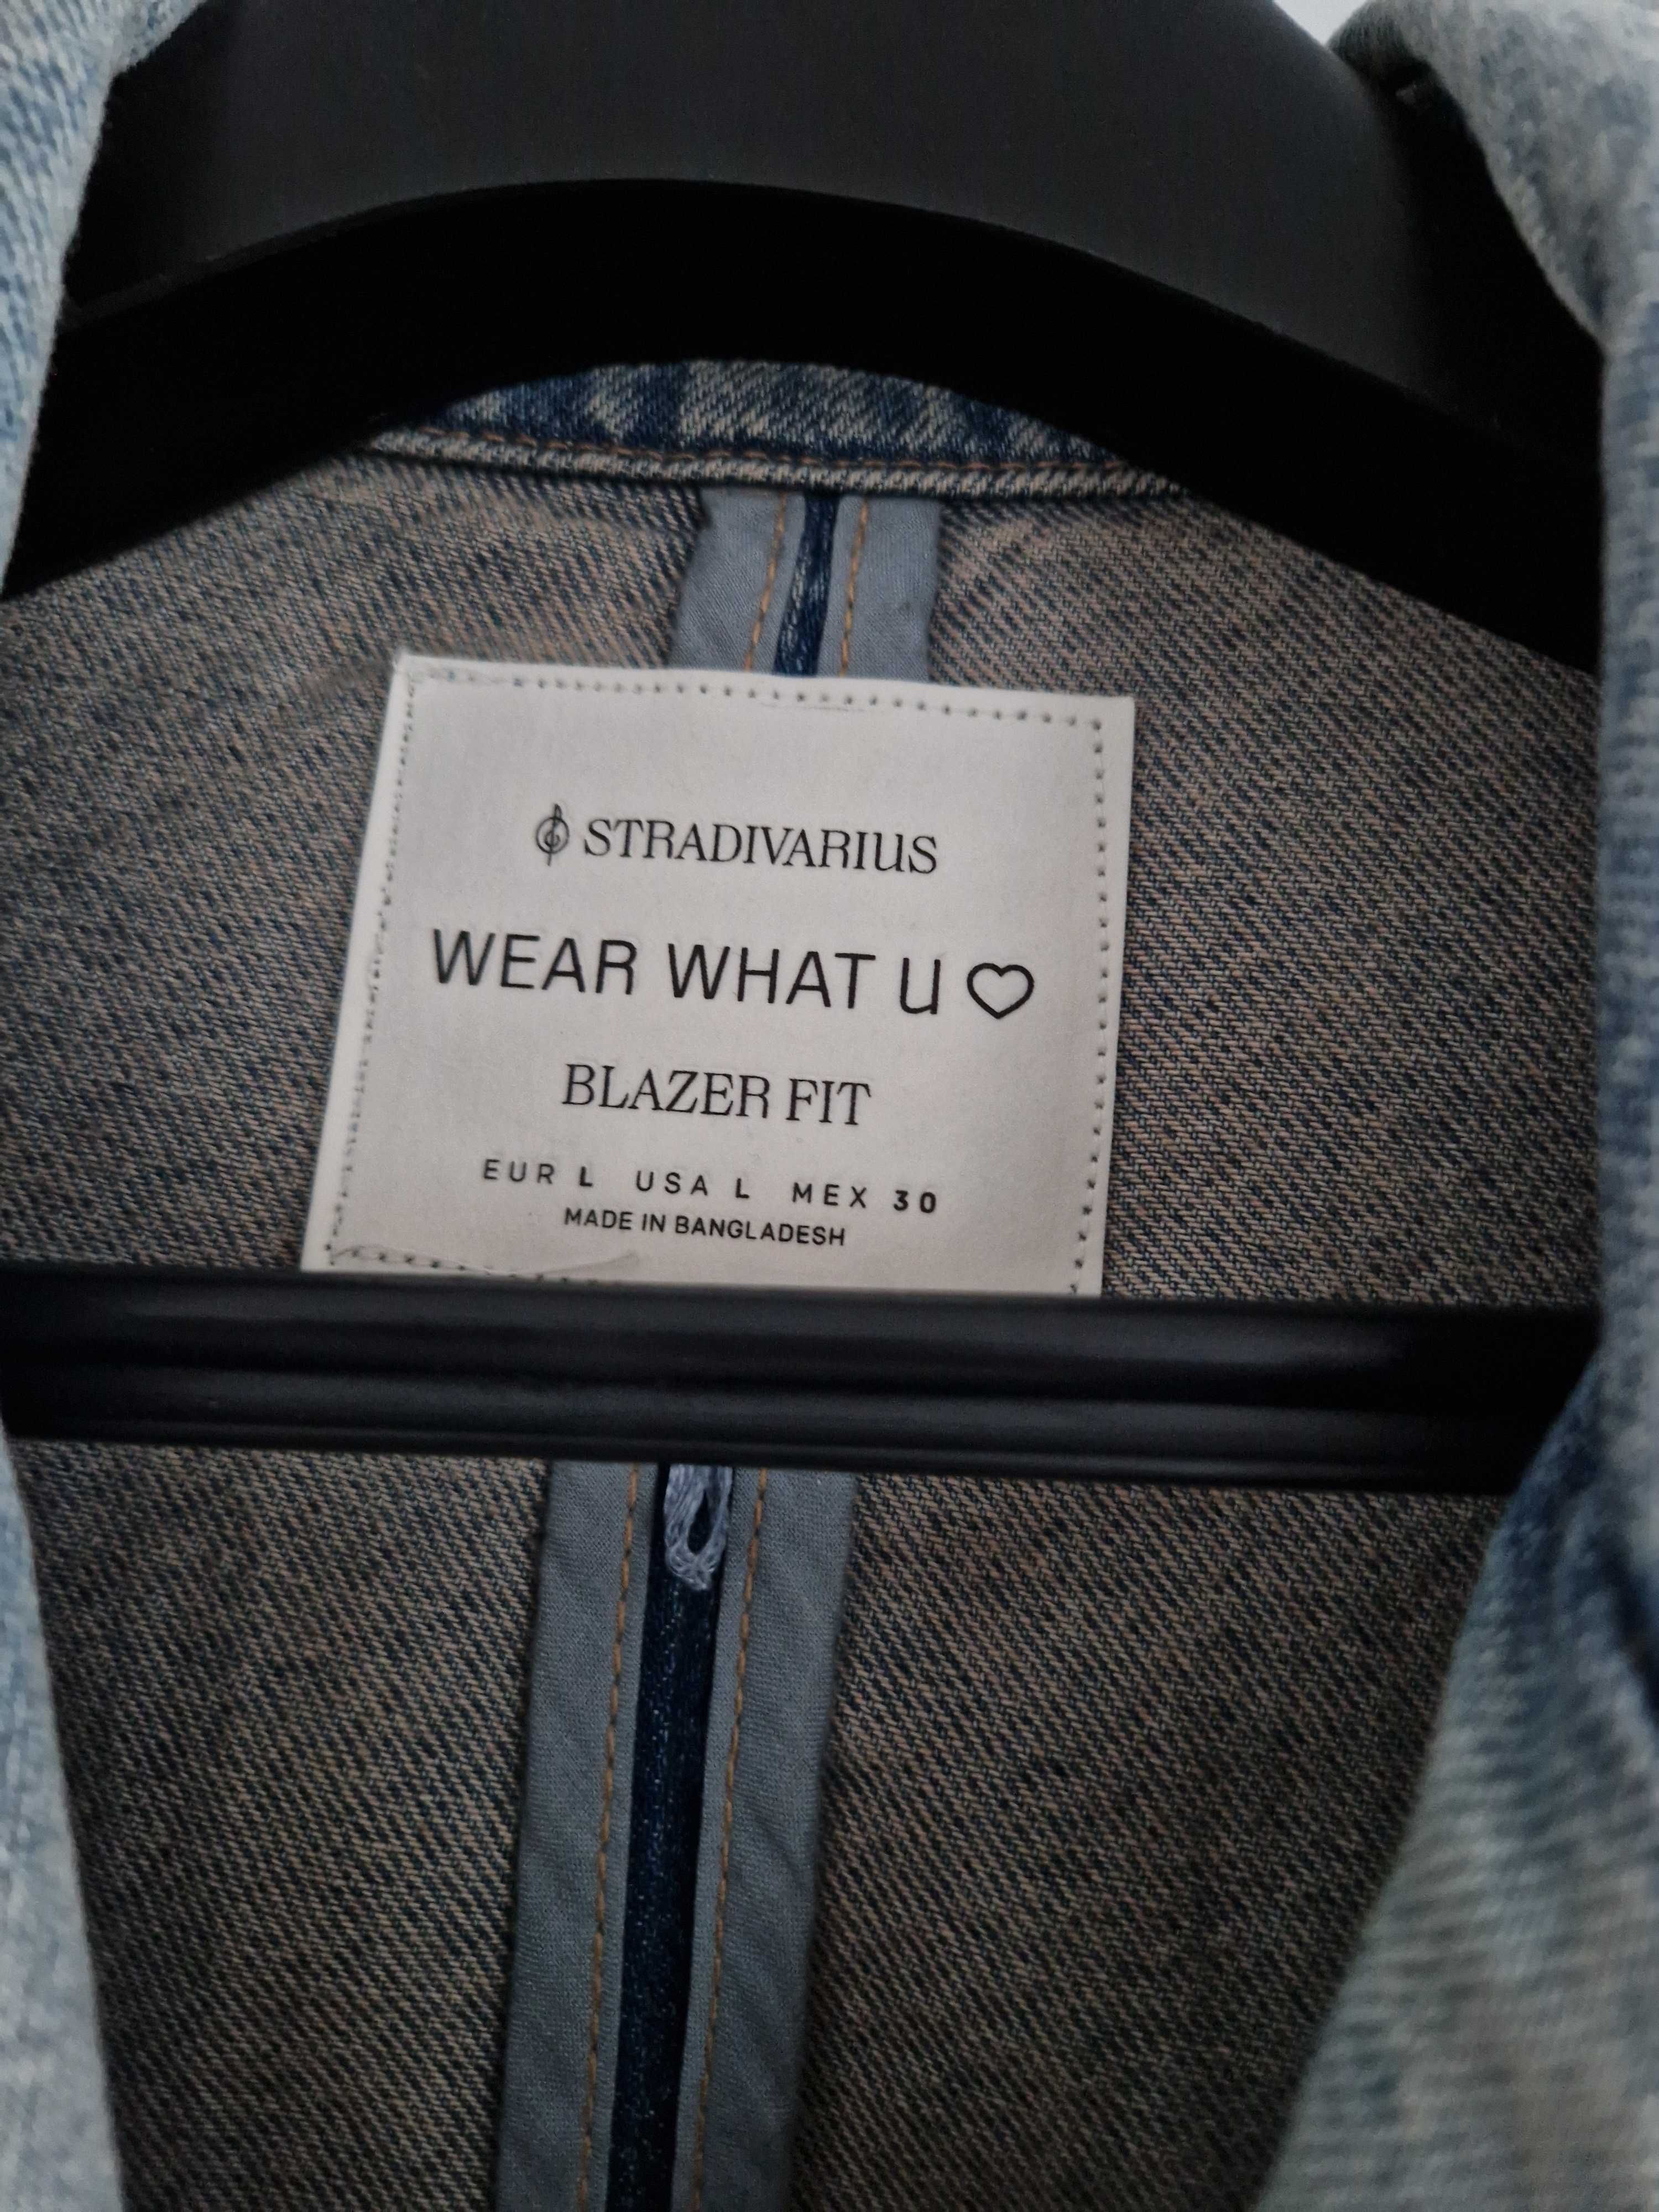 STRADIVARIUS
WEAR WHAT U ♡
BLAZER FIT
EUR L USA L MEX 30
MADE IN BANGLADESH